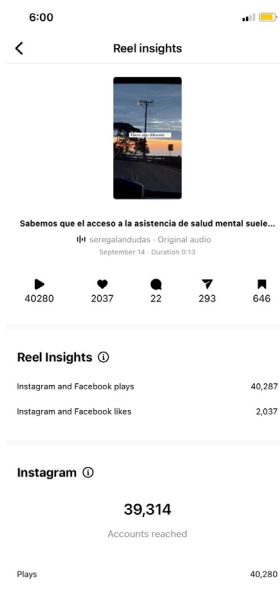 6:00
Reel insights
Sabemos que el acceso a la asistencia de salud mental suele...
seregalandudas · Original audio
September 14 · Duration 0:13
40280 2037 22 293 646
Reel Insights
Instagram and Facebook plays 40,287
Instagram and Facebook likes 2,037
Instagram
39,314
Accounts reached
Plays 40,280